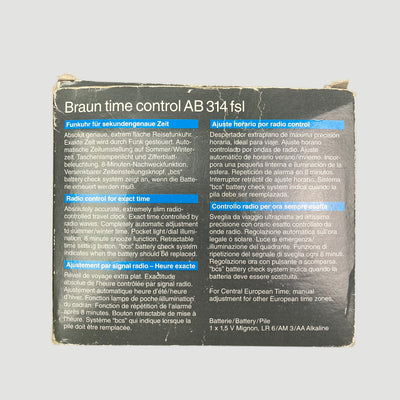 Braun time control AB 314 fsl
Funkuhr für sekundengenaue Zeit
Absolut genaue, extrem flache Reisefunkuhr.
Exakte Zeit wird durch Funk gesteuert. Auto-
matische Zeitumstellung auf Sommer/Winter-
zeit. Taschenlampenlicht und Zifferblatt-
beleuchtung. 8-Minuten-Nachweckfunktion.
Versenkbarer Zeiteinstellungsknopf. „bcs"
battery check system zeigt an, wenn die Batte-
rie erneuert werden muß.
Radio control for exact time
Absolutely accurate, extremely slim radio-
controlled travel clock. Exact time controlled by
radio waves. Completely automatic adjustment
to summer/winter time. Pocket light/dial illumi-
nation. 8 minute snooze function. Retractable
time setting button. "bcs" battery check system
indicates when the battery should be replaced.
Ajustement par signal radio – Heure exacte
Réveil de voyage extra plat. Exactitude
absolue de l'heure contrôlée par signal radio.
Ajustement automatique heure d'été/heure
d'hiver. Fonction lampe de poche/illumination
du cadran. Fonction de répétition de l'alarme
après 8 minutes. Bouton rétractable de mise à
l'heure. Système "bcs" qui indique lorsque la
pile doit être remplacée.
Ajuste horario por radio control
Despertador extraplano de máxima precisión
horaria, ideal para viaje. Ajuste horario
controlado por ondas de radio. Ajuste
automático de horario verano/invierno. Incor-
pora una pequeña linterna e iluminación de la
esfera. Repetición de alarma en 8 minutos.
Interruptor retráctil de ajuste horario. Sistema
"bcs" battery check system indica cuando la
pila debe ser reemplazada.
Controllo radio per ora sempre esatta
Sveglia da viaggio ultrapiatta ad altissima
precisione con orario esatto controllato da
onde radio. Regolazione automatica dell'ora
legale o solare. Luce di emergenza/
illuminazione del quadrante. Funzione di
ripetizione del segnale di sveglia ogni 8 minuti.
Regolazione ora con pulsante a scomparsa.
"bcs" battery check system indica quando la
batteria deve essere sostituita.
For Central European Time; manual
adjustment for other European time zones.
Batterie/Battery/Pile
1 x 1,5 V Mignon, LR 6/AM 3/AA Alkaline